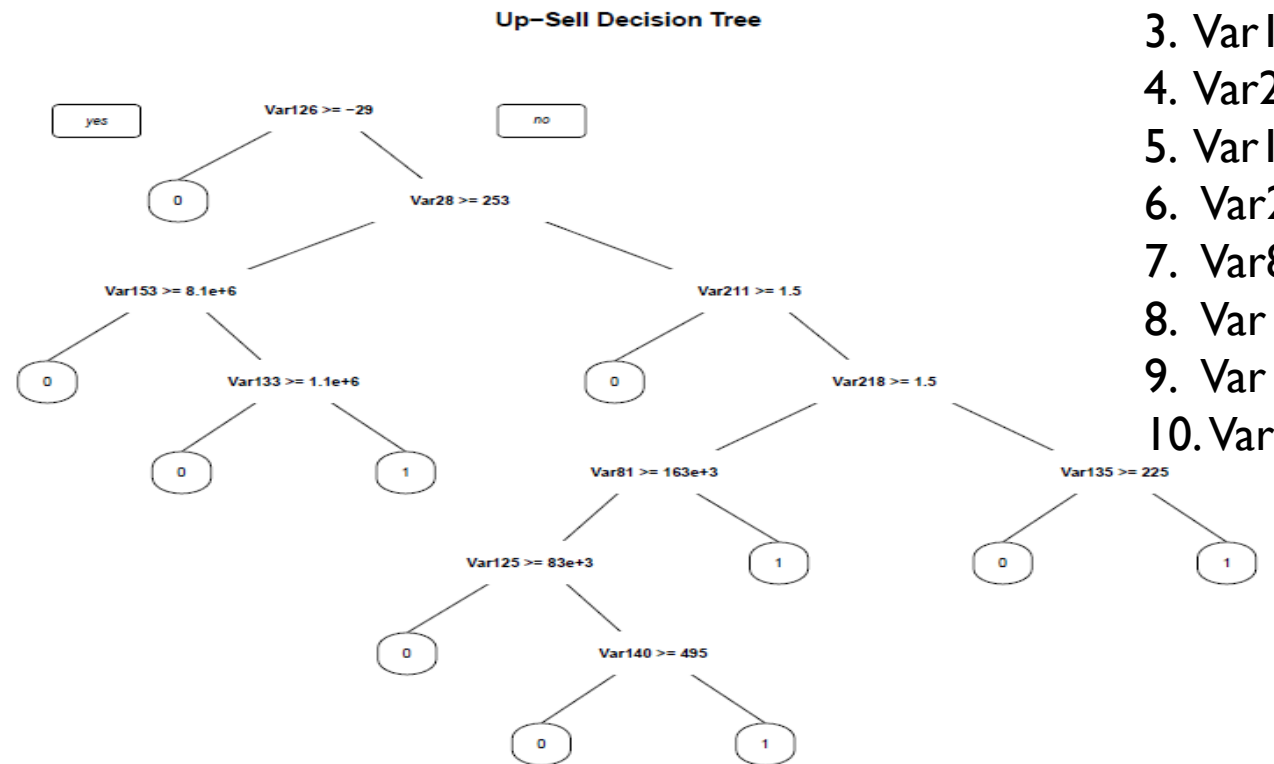 Up-Sell Decision Tree
yes
Var126 >= -29
no
0
Var28 >= 253
Var153 >= 8.1e+6
Var211 >= 1.5
0
Var133 >= 1.1e+6
0
Var218 >= 1.5
0
1
Var81 >= 163e+3
Var135 >= 225
Var125 >= 83e+3
1
0
1
0
Var140 >= 495
0
1
3. Var1
4. Var2
5. Var1
6. Var2
7. Var8
8. Var
9. Var
10. Var